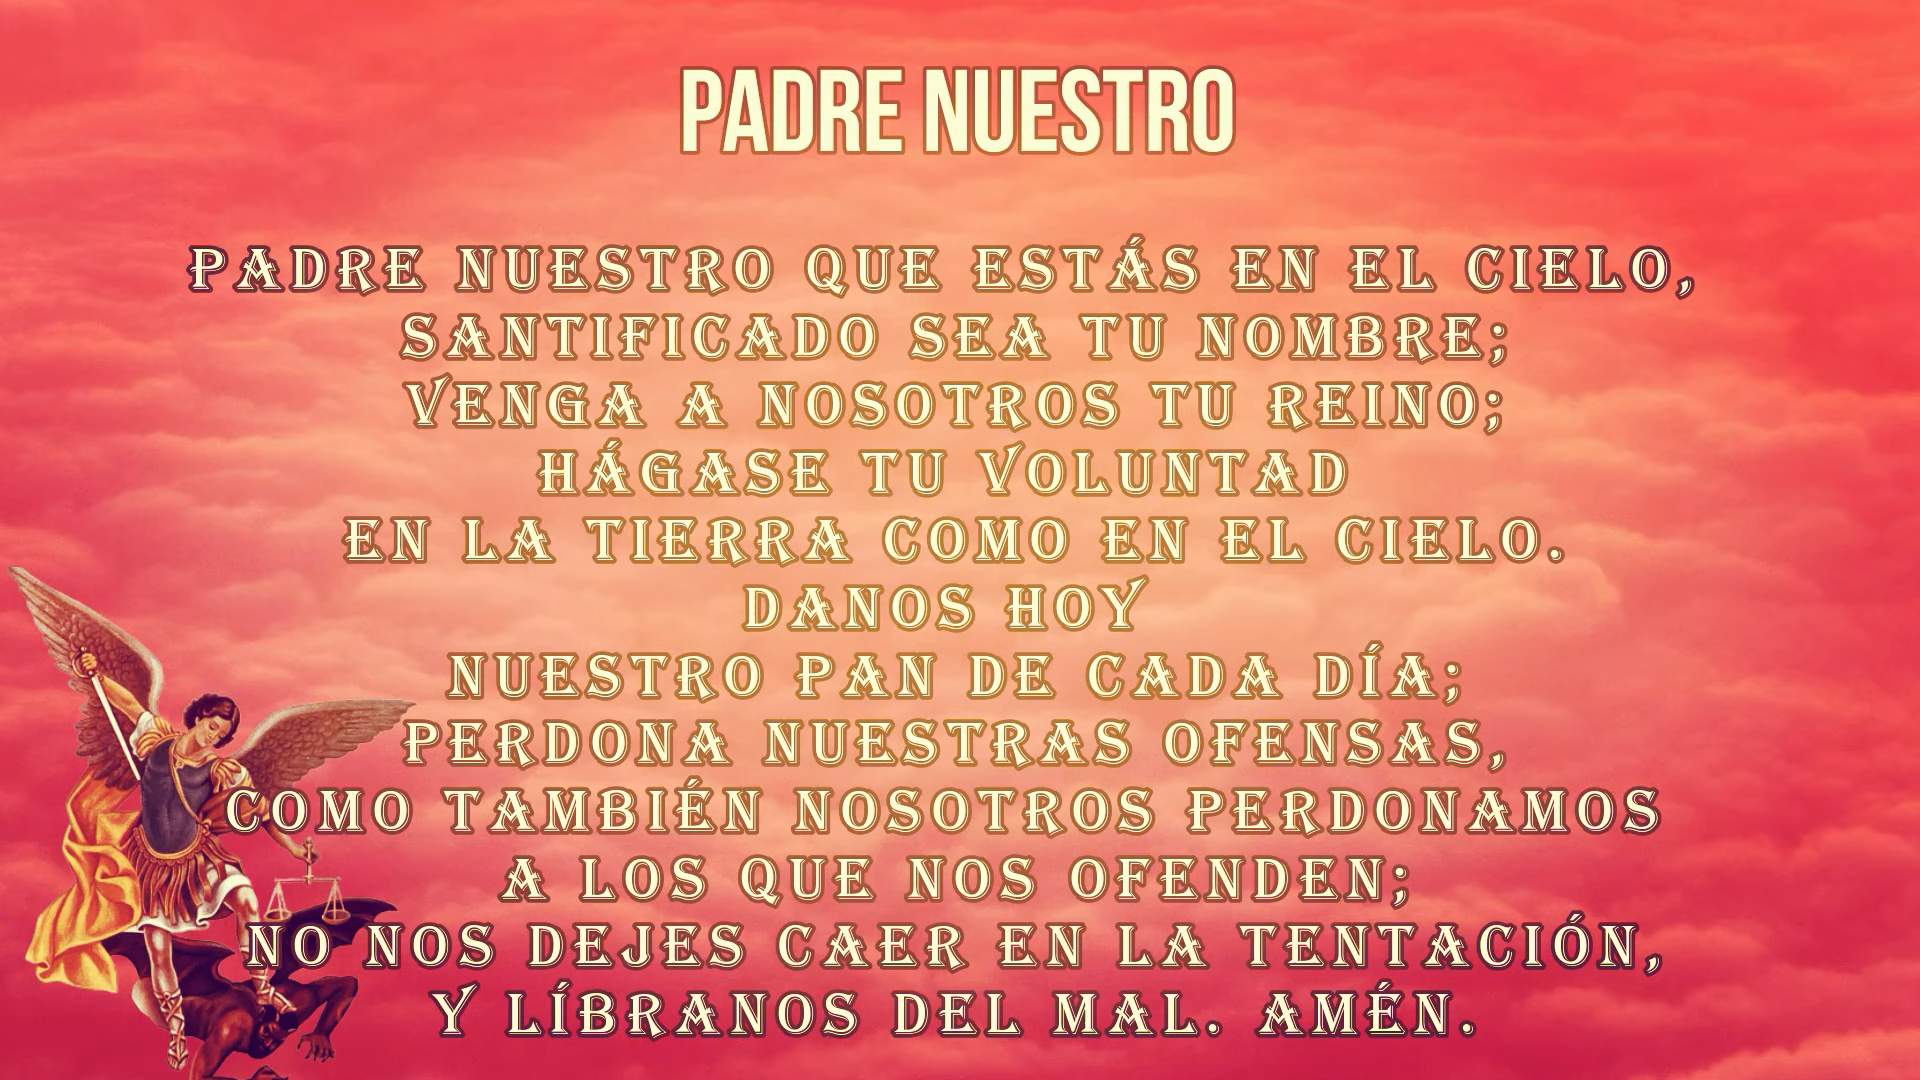 PADRE NUESTRO
PADRE NUESTRO QUE ESTÁS EN EL CIELO,
SANTIFICADO SEA TU NOMBRE;
VENGA A NOSOTROS TU REINO;
HÁGASE TU VOLUNTAD
EN LA TIERRA COMO EN EL CIELO.
DANOS HOY
NUESTRO PAN DE CADA DÍA;
PERDONA NUESTRAS OFENSAS,
COMO TAMBIÉN NOSOTROS PERDONAMOS
A LOS QUE NOS OFENDEN;
NO NOS DEJES CAER EN LA TENTACIÓN,
Y LÍBRANOS DEL MAL. AMÉN.